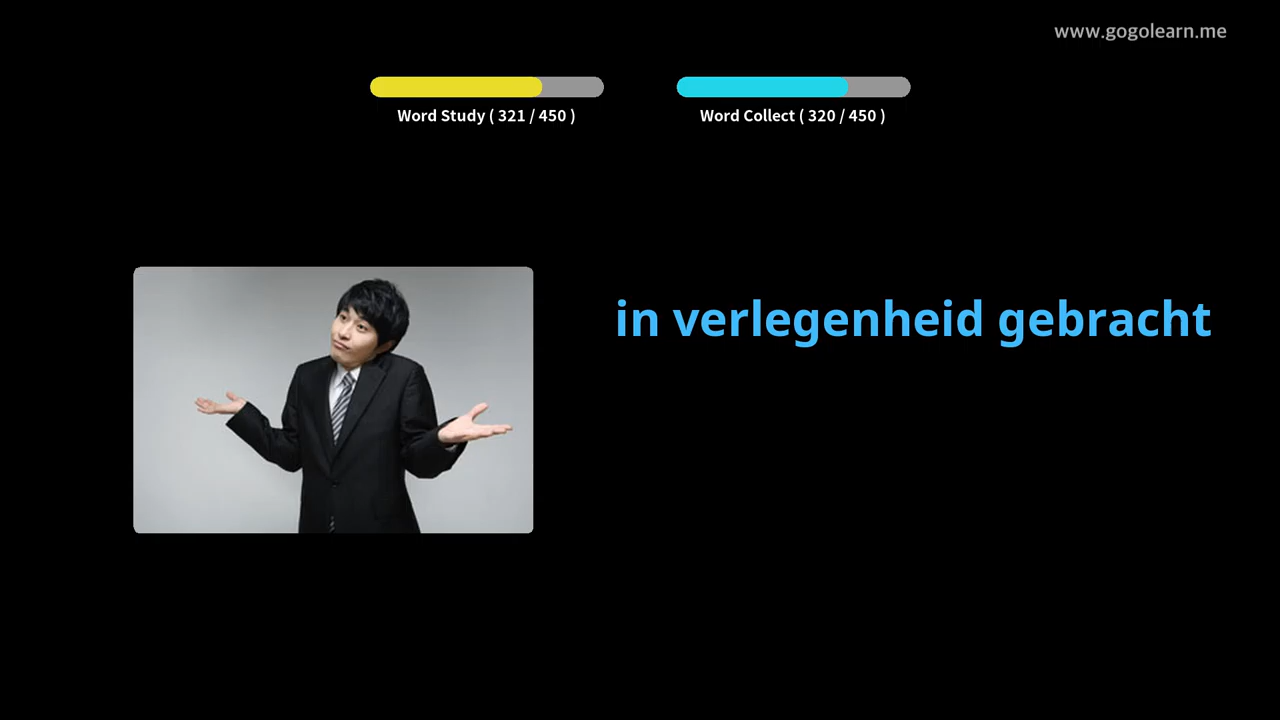 www.gogolearn.me
Word Study ( 321 / 450 )
Word Collect ( 320 / 450 )
in verlegenheid gebracht